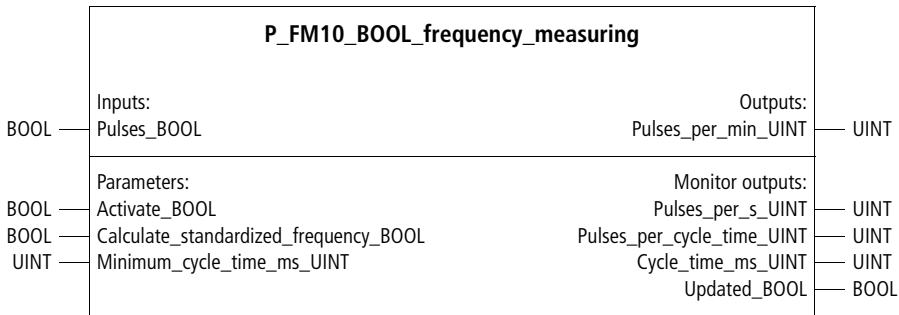 P_FM10_BOOL_frequency_measuring
Inputs: Outputs:
BOOL Pulses_BOOL Pulses_per_min_UINT UINT
Parameters: Monitor outputs:
BOOL Activate_BOOL Pulses_per_s_UINT UINT
BOOL Calculate_standardized_frequency_BOOL Pulses_per_cycle_time_UINT UINT
UINT Minimum_cycle_time_ms_UINT Cycle_time_ms_UINT UINT
Updated_BOOL BOOL